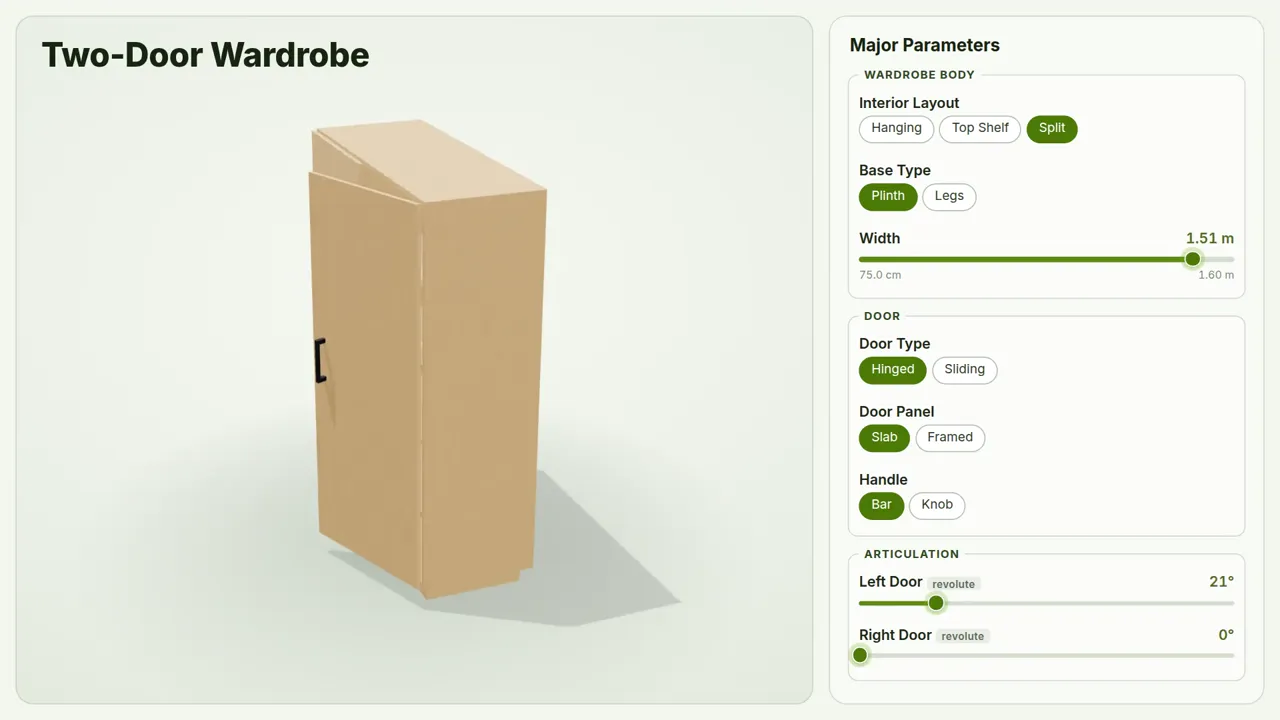 Two-Door Wardrobe
Major Parameters
WARDROBE BODY
Interior Layout
Hanging Top Shelf Split
Base Type
Plinth Legs
Width 1.51 m
75.0 cm 1.60 m
DOOR
Door Type
Hinged Sliding
Door Panel
Slab Framed
Handle
Bar Knob
ARTICULATION
Left Door revolute 21°
Right Door revolute 0°